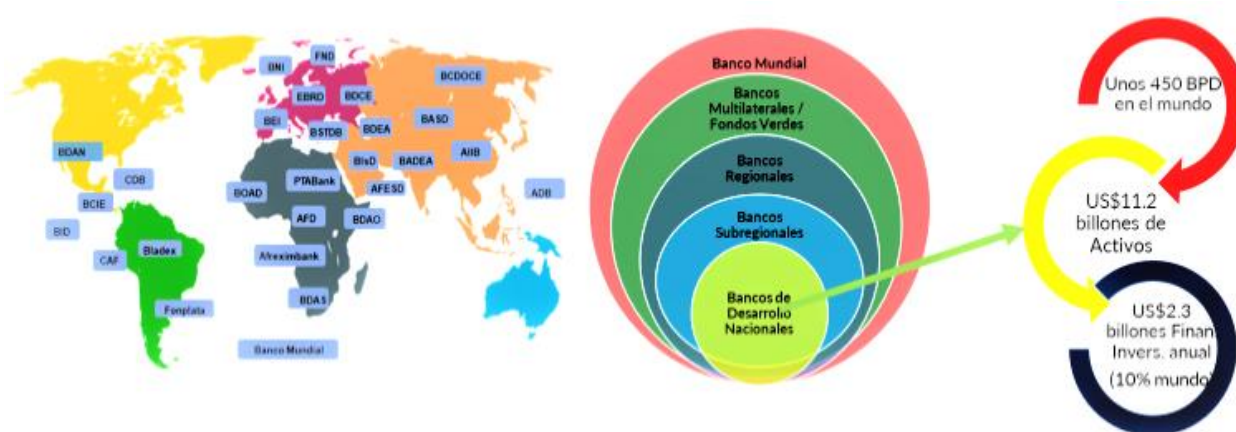 FND
BNI
BCDOCE
EBRD
BDCE
BASD
BEI
BSTDB
BDEA
BDAN
AIIB
BIsD
BADEA
CDB
PTABank
BOAD
AFESD
ADB
BCIE
AFD
BDAO
BID
Bladex
CAF
Afreximbank
BDAS
Fonplata
Banco Mundial
Banco Mundial
Bancos
Multilaterales /
Fondos Verdes
Bancos
Regionales
Bancos
Subregionales
Bancos de
Desarrollo
Nacionales
Unos 450 BPD
en el mundo
US$11.2
billones de
Activos
US$2.3
billones Finan
Invers. anual
(10% mundo)